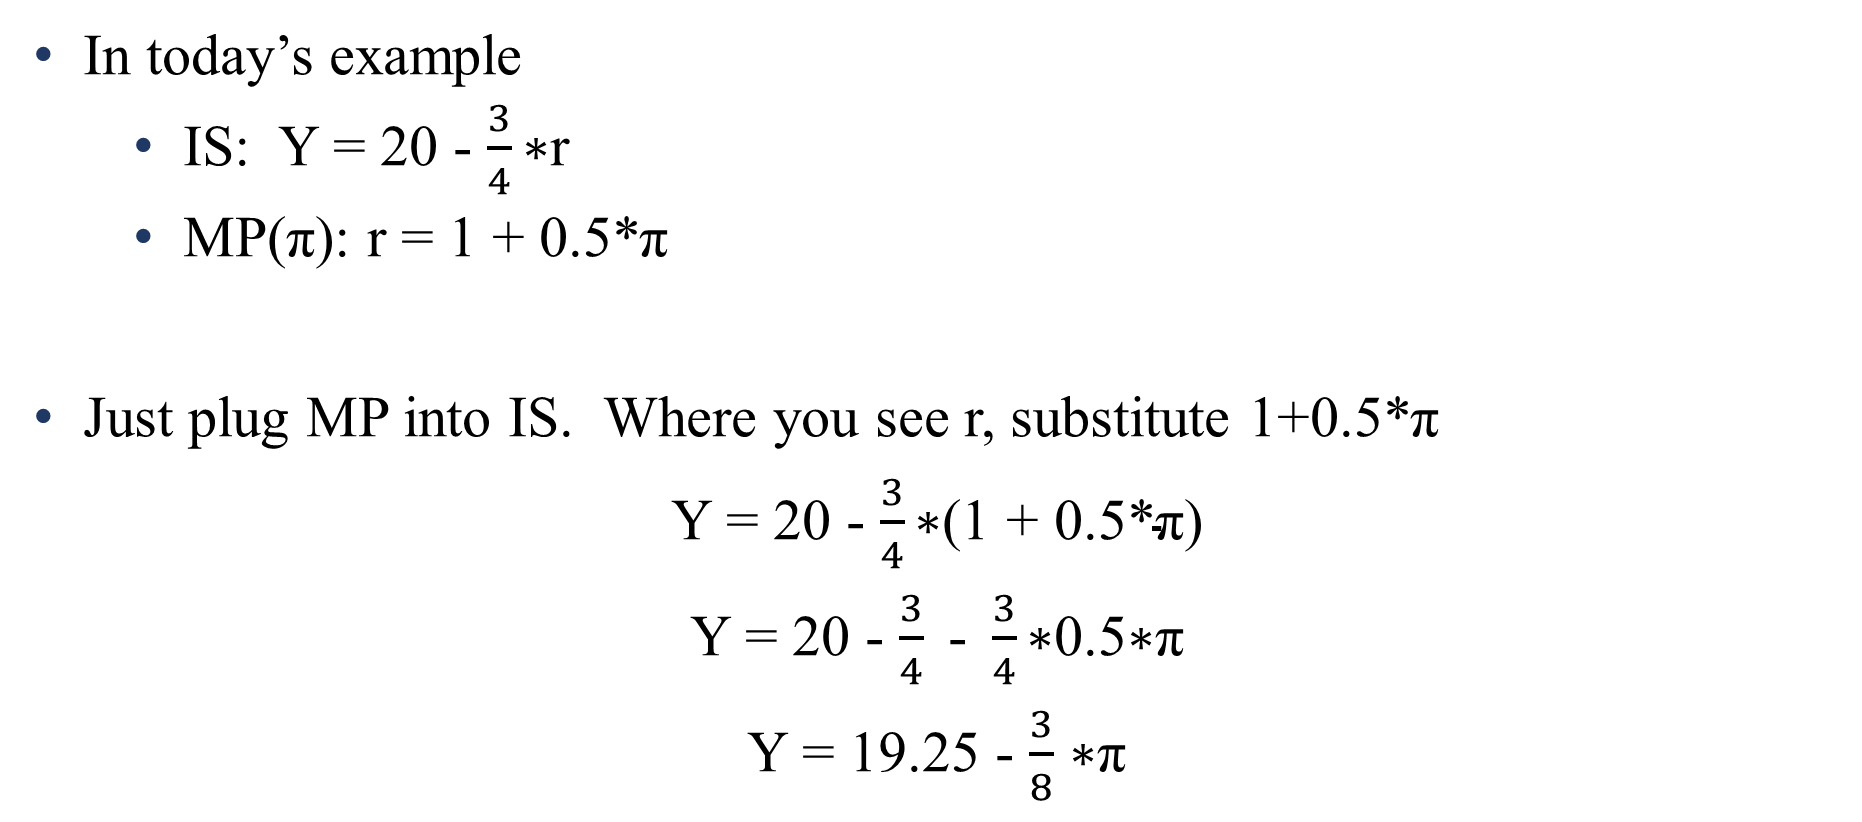 • In today’s example
• IS:  Y = 20 - 3/4 ∗r
• MP(π): r = 1 + 0.5*π
• Just plug MP into IS.  Where you see r, substitute 1+0.5*π
Y = 20 - 3/4 ∗(1 + 0.5*π)
Y = 20 - 3/4 - 3/4 ∗0.5∗π
Y = 19.25 - 3/8 ∗π